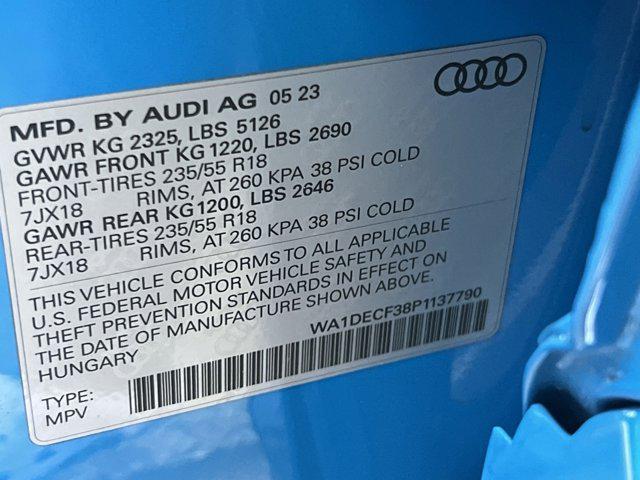 MFD. BY AUDI AG 05 23
GVWR KG 2325, LBS 5126
GAWR FRONT KG 1220, LBS 2690
FRONT-TIRES 235/55 R18
7JX18 RIMS, AT 260 KPA 38 PSI COLD
GAWR REAR KG 1200, LBS 2646
REAR-TIRES 235/55 R18
7JX18 RIMS, AT 260 KPA 38 PSI COLD
THIS VEHICLE CONFORMS TO ALL APPLICABLE
U.S. FEDERAL MOTOR VEHICLE SAFETY AND
THEFT PREVENTION STANDARDS IN EFFECT ON
THE DATE OF MANUFACTURE SHOWN ABOVE.
HUNGARY WA1DECF38P1137790
TYPE:
MPV